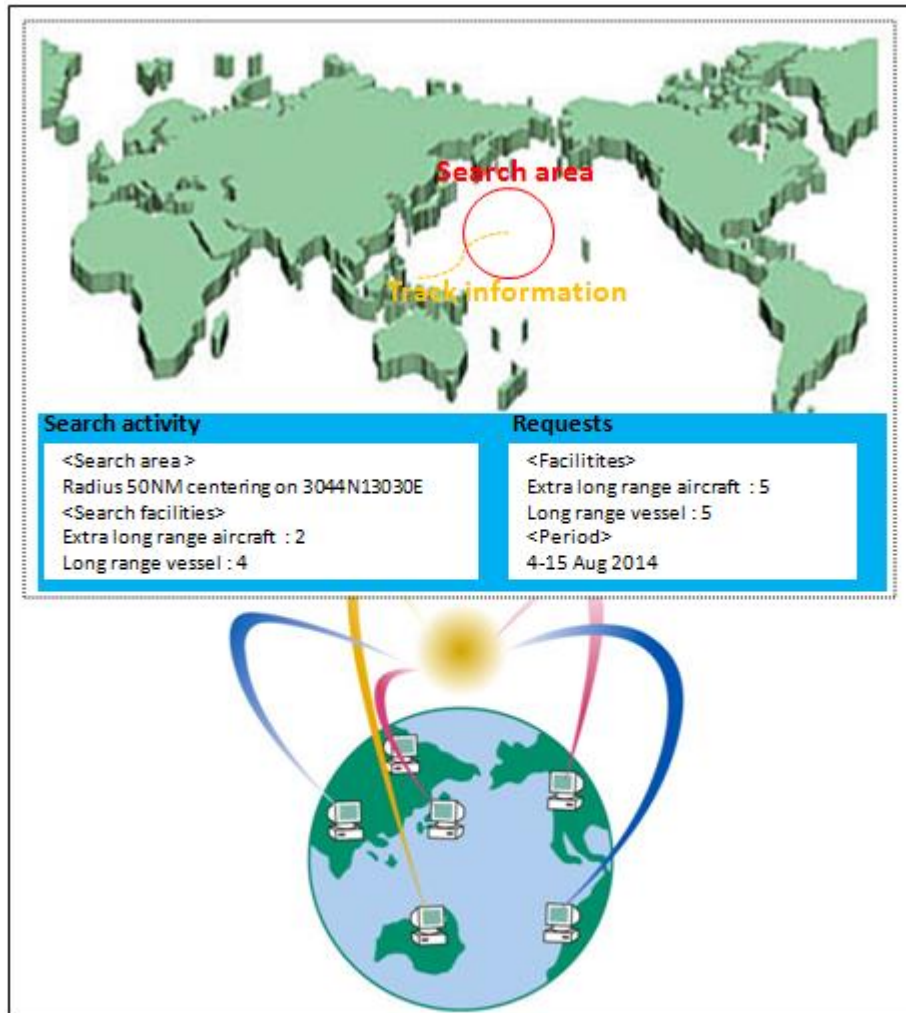 Search area
Track information
Search activity
<Search area >
Radius 50NM centering on 3044N13030E
<Search facilities>
Extra long range aircraft : 2
Long range vessel : 4
Requests
<Facilitites>
Extra long range aircraft : 5
Long range vessel : 5
<Period>
4-15 Aug 2014